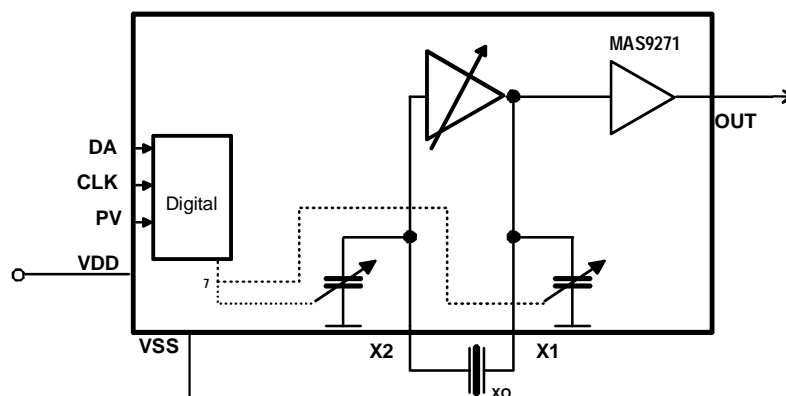 MAS9271
OUT
DA
CLK
PV
Digital
VDD
7
VSS
X2
X1
XO